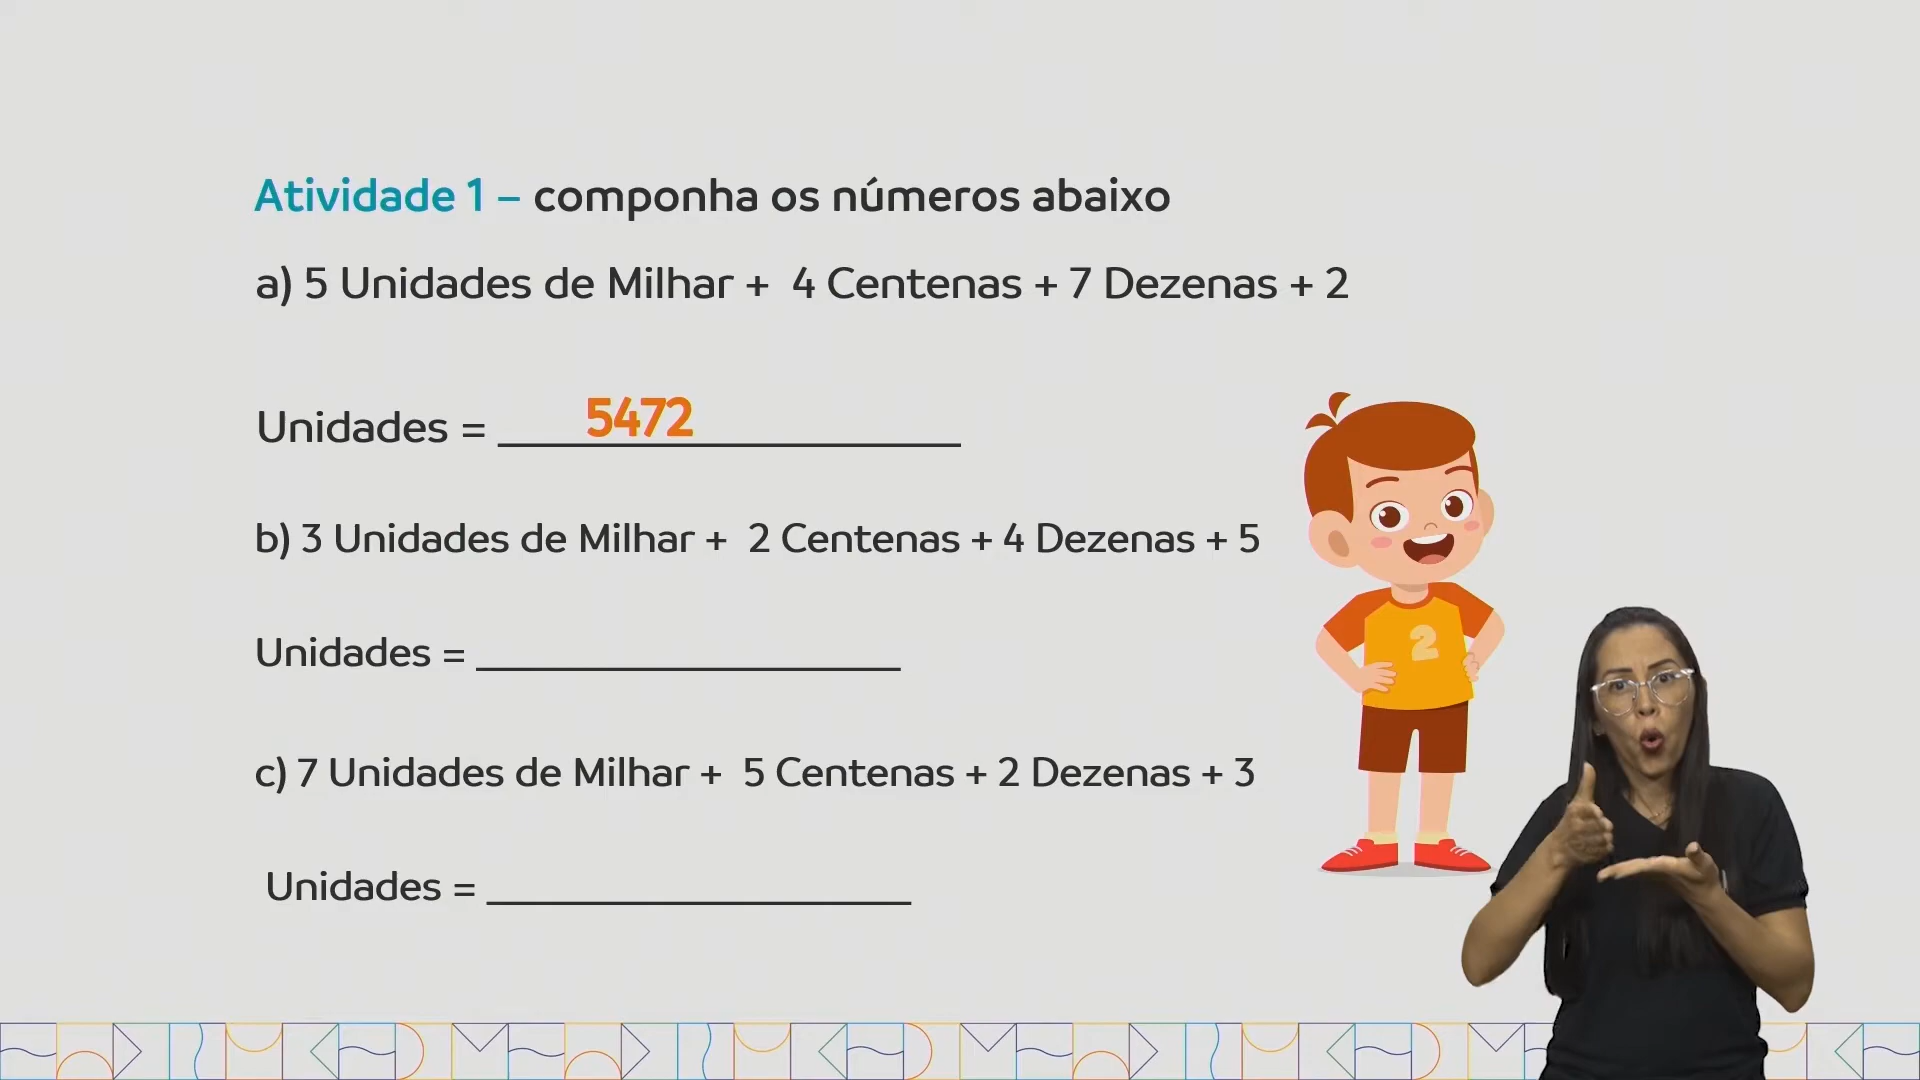 Atividade 1 – componha os números abaixo
a) 5 Unidades de Milhar + 4 Centenas + 7 Dezenas + 2
Unidades = 5472
b) 3 Unidades de Milhar + 2 Centenas + 4 Dezenas + 5
Unidades = ____________________
c) 7 Unidades de Milhar + 5 Centenas + 2 Dezenas + 3
Unidades = ____________________
2